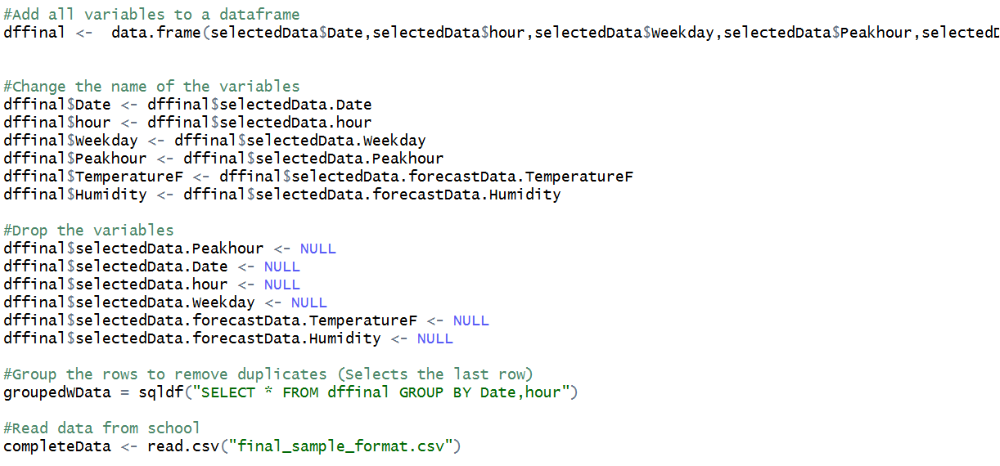 #Add all variables to a dataframe
dffinal <-  data.frame(selectedData$Date,selectedData$hour,selectedData$Weekday,selectedData$Peakhour,selected
#Change the name of the variables
dffinal$Date <- dffinal$selectedData.Date
dffinal$hour <- dffinal$selectedData.hour
dffinal$Weekday <- dffinal$selectedData.Weekday
dffinal$Peakhour <- dffinal$selectedData.Peakhour
dffinal$TemperatureF <- dffinal$selectedData.forecastData.TemperatureF
dffinal$Humidity <- dffinal$selectedData.forecastData.Humidity
#Drop the variables
dffinal$selectedData.Peakhour <- NULL
dffinal$selectedData.Date <- NULL
dffinal$selectedData.hour <- NULL
dffinal$selectedData.Weekday <- NULL
dffinal$selectedData.forecastData.TemperatureF <- NULL
dffinal$selectedData.forecastData.Humidity <- NULL
#Group the rows to remove duplicates (Selects the last row)
groupedWData = sqldf("SELECT * FROM dffinal GROUP BY Date,hour")
#Read data from school
completeData <- read.csv("final_sample_format.csv")